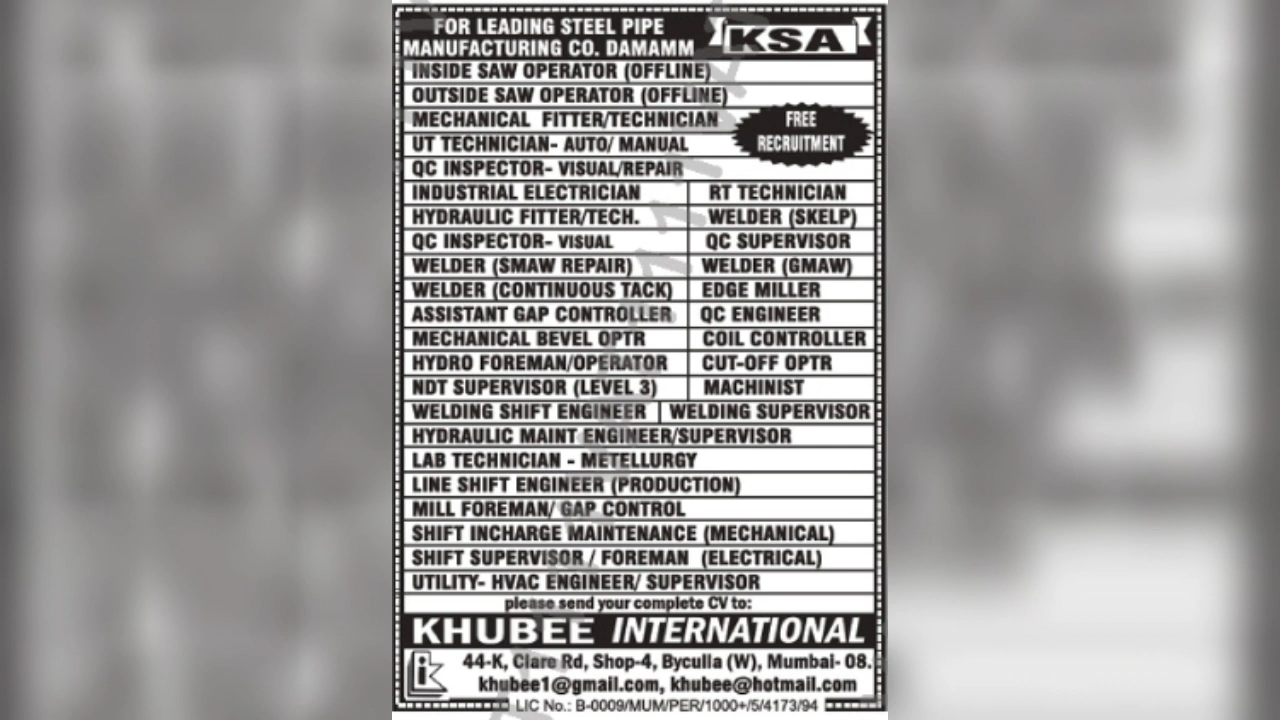 FOR LEADING STEEL PIPE
MANUFACTURING CO. DAMAMM
KSA
INSIDE SAW OPERATOR (OFFLINE)
OUTSIDE SAW OPERATOR (OFFLINE)
MECHANICAL FITTER/TECHNICIAN
FREE
RECRUITMENT
UT TECHNICIAN- AUTO/ MANUAL
QC INSPECTOR- VISUAL/REPAIR
INDUSTRIAL ELECTRICIAN RT TECHNICIAN
HYDRAULIC FITTER/TECH. WELDER (SKELP)
QC INSPECTOR- VISUAL QC SUPERVISOR
WELDER (SMAW REPAIR) WELDER (GMAW)
WELDER (CONTINUOUS TACK) EDGE MILLER
ASSISTANT GAP CONTROLLER QC ENGINEER
MECHANICAL BEVEL OPTR COIL CONTROLLER
HYDRO FOREMAN/OPERATOR CUT-OFF OPTR
NDT SUPERVISOR (LEVEL 3) MACHINIST
WELDING SHIFT ENGINEER WELDING SUPERVISOR
HYDRAULIC MAINT ENGINEER/SUPERVISOR
LAB TECHNICIAN - METELLURGY
LINE SHIFT ENGINEER (PRODUCTION)
MILL FOREMAN/ GAP CONTROL
SHIFT INCHARGE MAINTENANCE (MECHANICAL)
SHIFT SUPERVISOR / FOREMAN (ELECTRICAL)
UTILITY- HVAC ENGINEER/ SUPERVISOR
please send your complete CV to:
KHUBEE INTERNATIONAL
44-K, Clare Rd, Shop-4, Byculla (W), Mumbai- 08.
khubee1@gmail.com, khubee@hotmail.com
LIC No.: B-0009/MUM/PER/1000+/5/4173/94